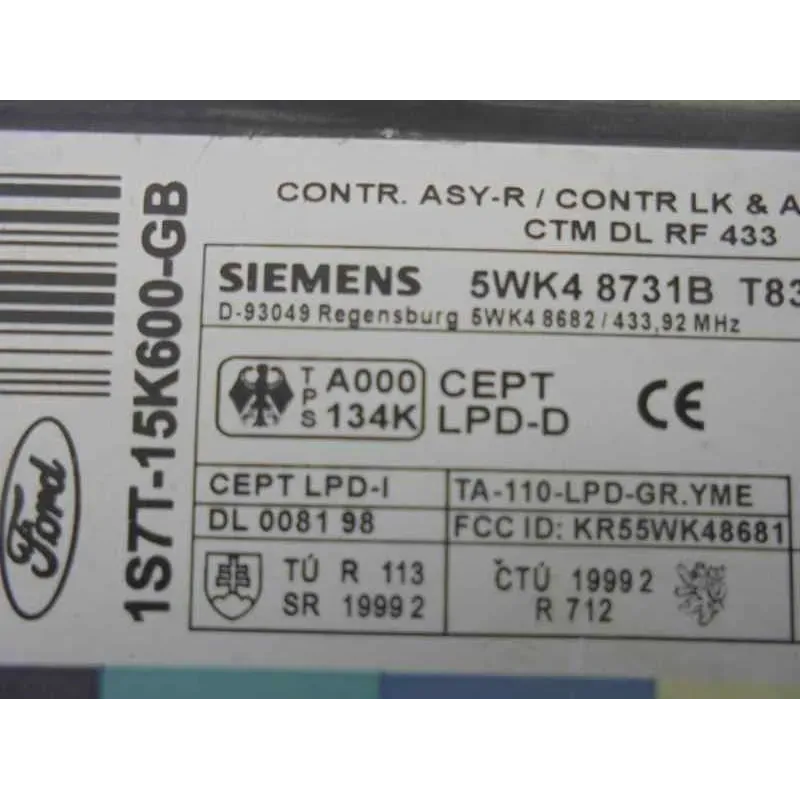 CONTR. ASY-R / CONTR LK & A
CTM DL RF 433
1S7T-15K600-GB
Ford
SIEMENS 5WK4 8731B T83
D-93049 Regensburg 5WK4 8682 / 433,92 MHz
TPS A000 134K
CEPT
LPD-D
CE
CEPT LPD-I
DL 0081 98
TA-110-LPD-GR.YME
FCC ID: KR55WK48681
TÚ R 113
SR 1999 2
ČTÚ 1999 2
R 712